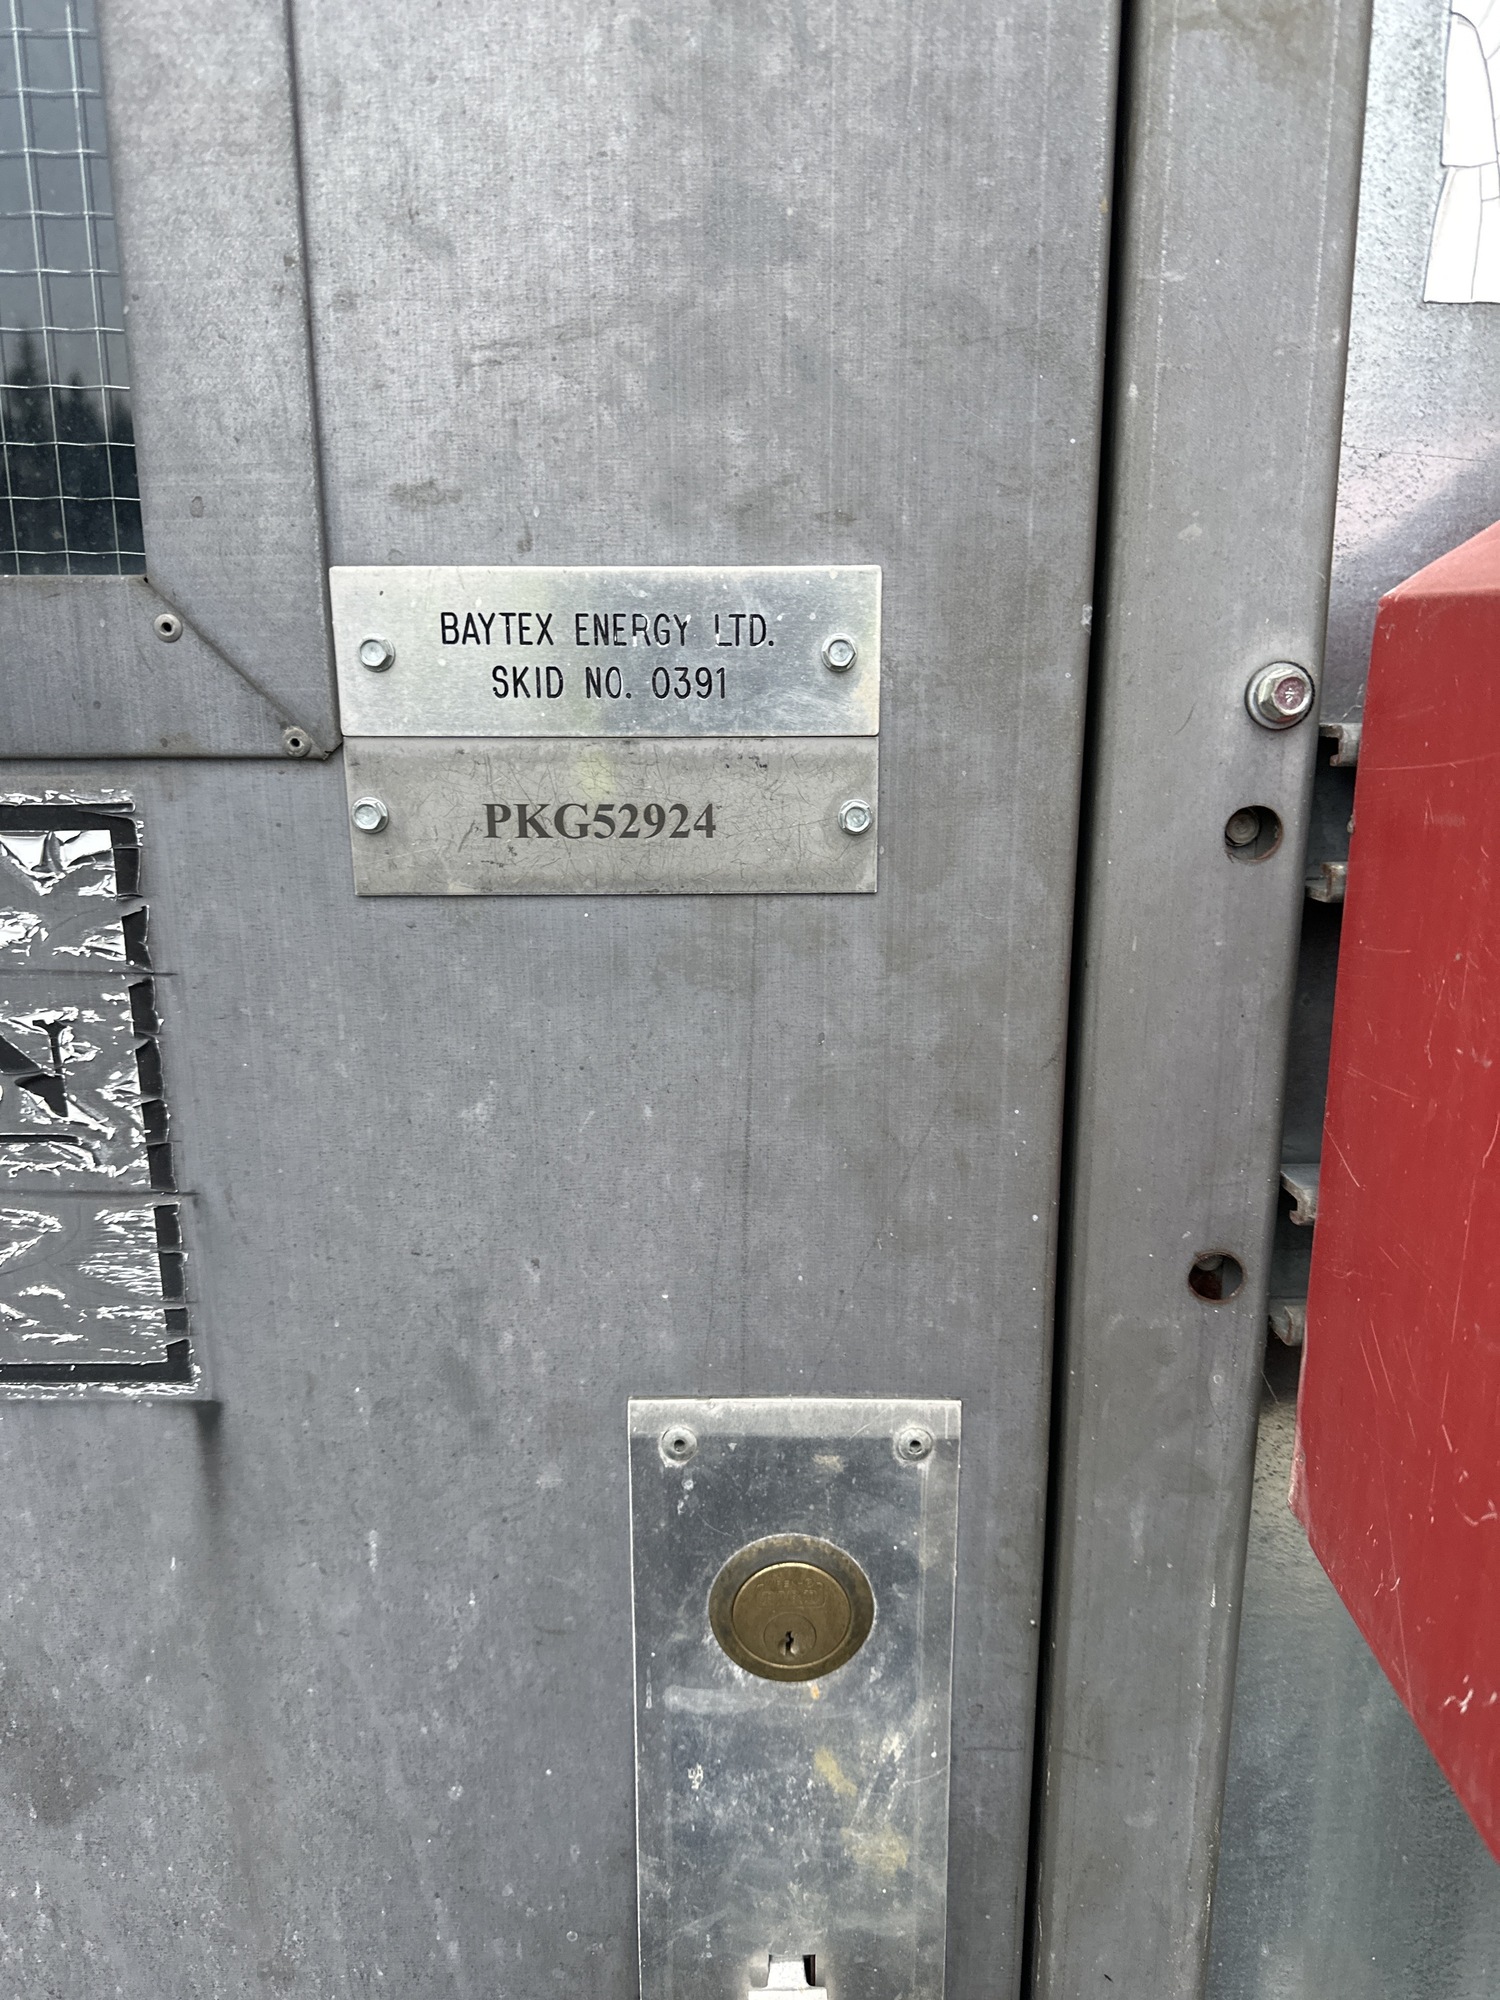 BAYTEX ENERGY LTD.
SKID NO. 0391
PKG52924